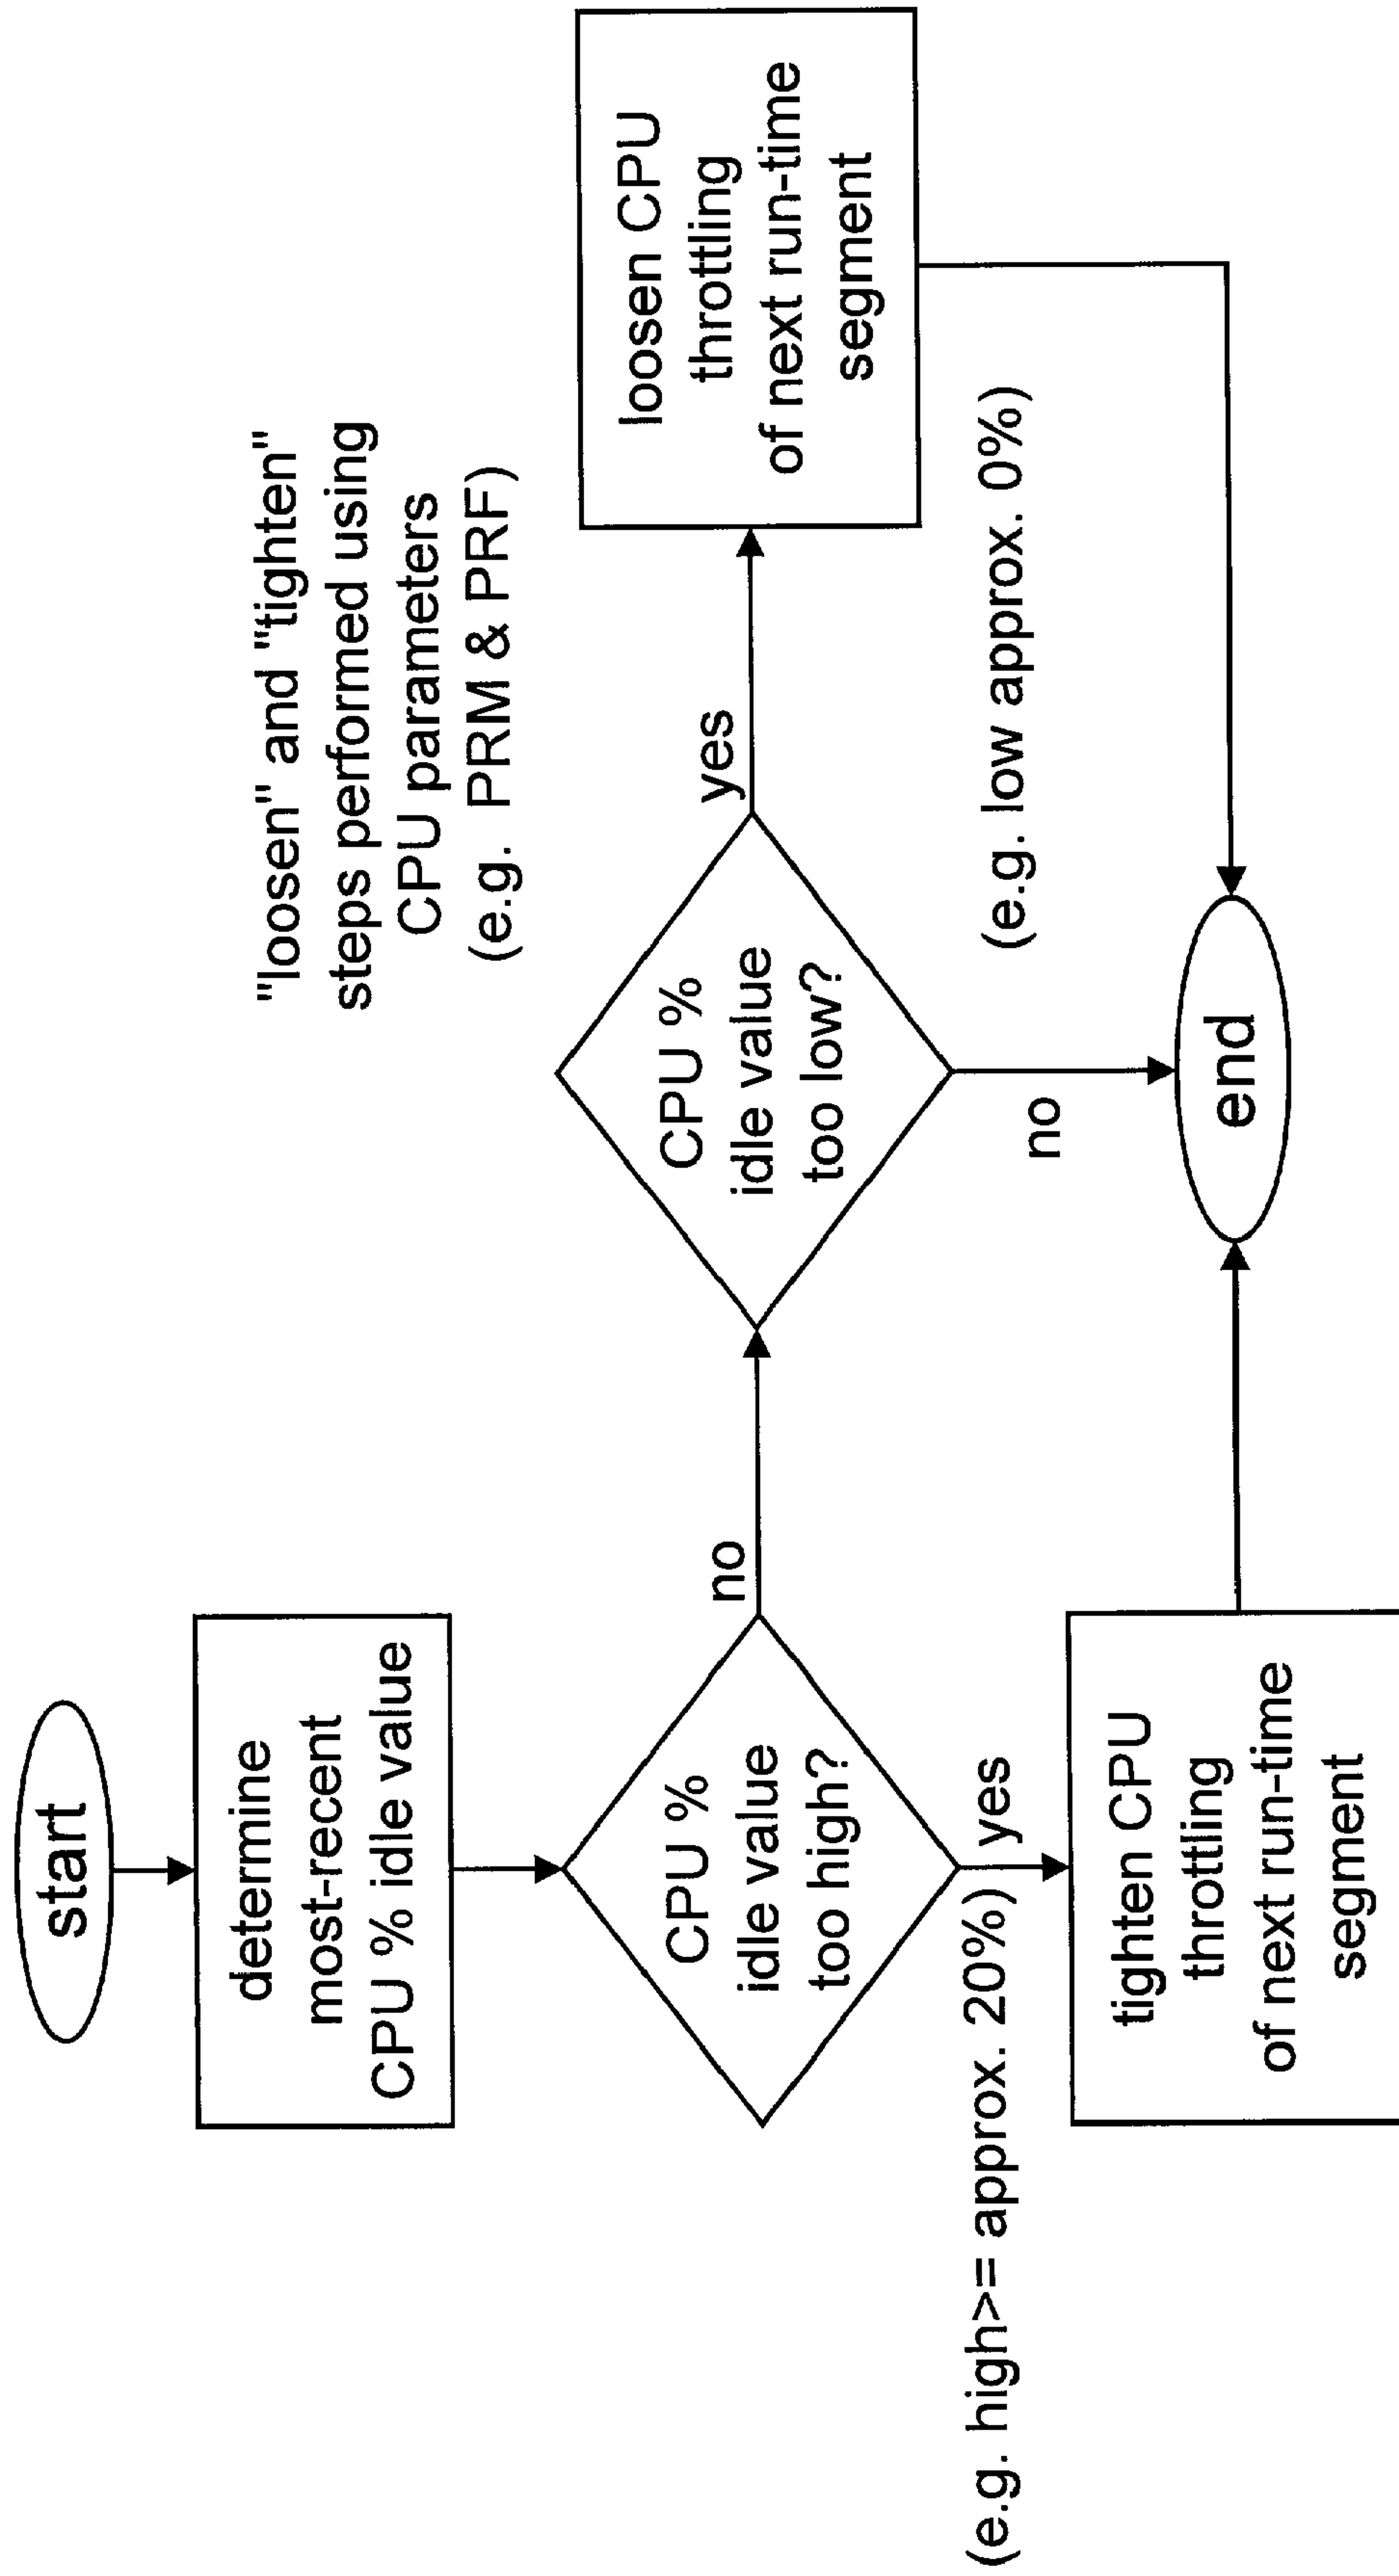 start
determine
most-recent
CPU % idle value
CPU %
idle value
too high?
no
(e.g. high>= approx. 20%) yes
tighten CPU
throttling
of next run-time
segment
"loosen" and "tighten"
steps performed using
CPU parameters
(e.g. PRM & PRF)
CPU %
idle value
too low?
yes
no
(e.g. low approx. 0%)
loosen CPU
throttling
of next run-time
segment
end